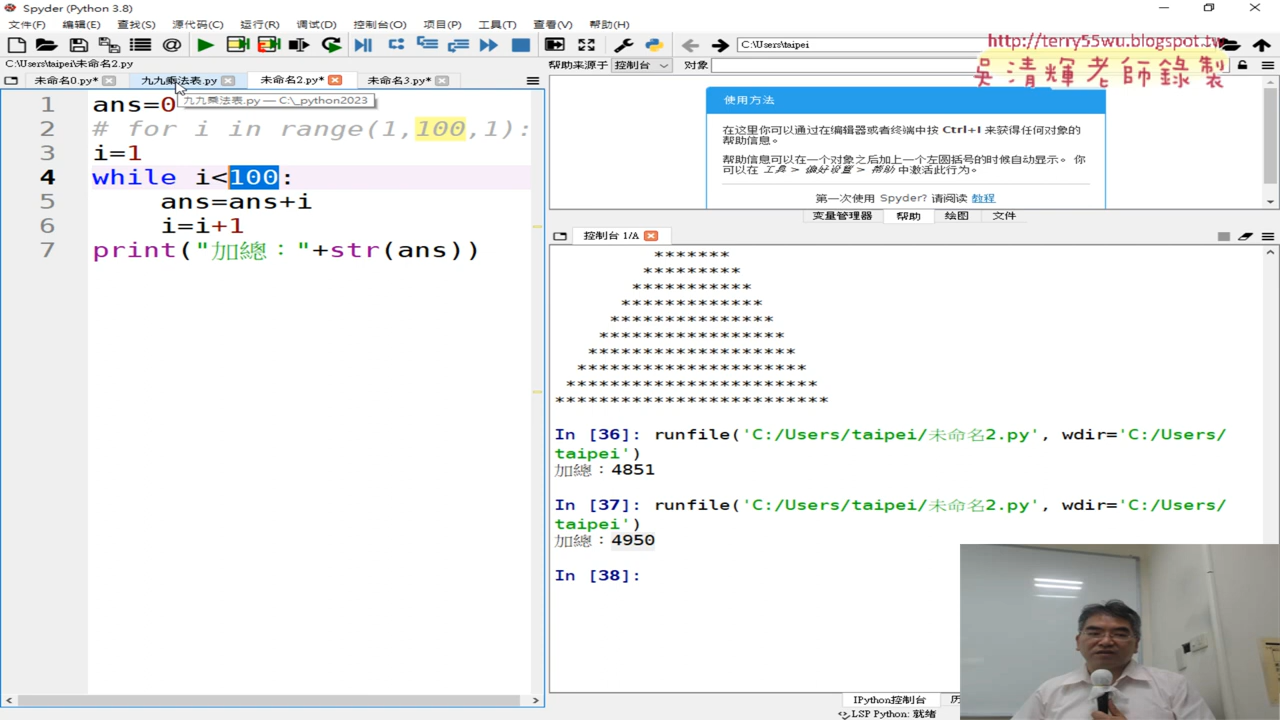 Spyder (Python 3.8)
文件(F) 编辑(E) 查找(S) 源代码(C) 运行(R) 调试(D) 控制台(O) 项目(P) 工具(T) 查看(V) 帮助(H)
C:\Users\taipei
http://terry55wu.blogspot.tw
吳清輝老師錄製
C:\Users\taipei\未命名2.py
帮助来源于 控制台 对象
未命名0.py* 九九乘法表.py 未命名2.py* 未命名3.py*
九九乘法表.py — C:\_python2023
1 ans=0
2 # for i in range(1,100,1):
3 i=1
4 while i<100:
5 ans=ans+i
6 i=i+1
7 print("加總："+str(ans))
使用方法
在这里你可以通过在编辑器或者终端中按 Ctrl+I 来获得任何对象的
帮助信息。
帮助信息可以在一个对象之后加上一个左圆括号的时候自动显示。 你
可以在 工具 > 偏好设置 > 帮助 中激活此行为。
第一次使用 Spyder? 请阅读 教程
变量管理器 帮助 绘图 文件
控制台 1/A
*******
*********
***********
*************
***************
*****************
*******************
*********************
***********************
*************************
In [36]: runfile('C:/Users/taipei/未命名2.py', wdir='C:/Users/
taipei')
加總：4851
In [37]: runfile('C:/Users/taipei/未命名2.py', wdir='C:/Users/
taipei')
加總：4950
In [38]:
IPython控制台
LSP Python: 就绪